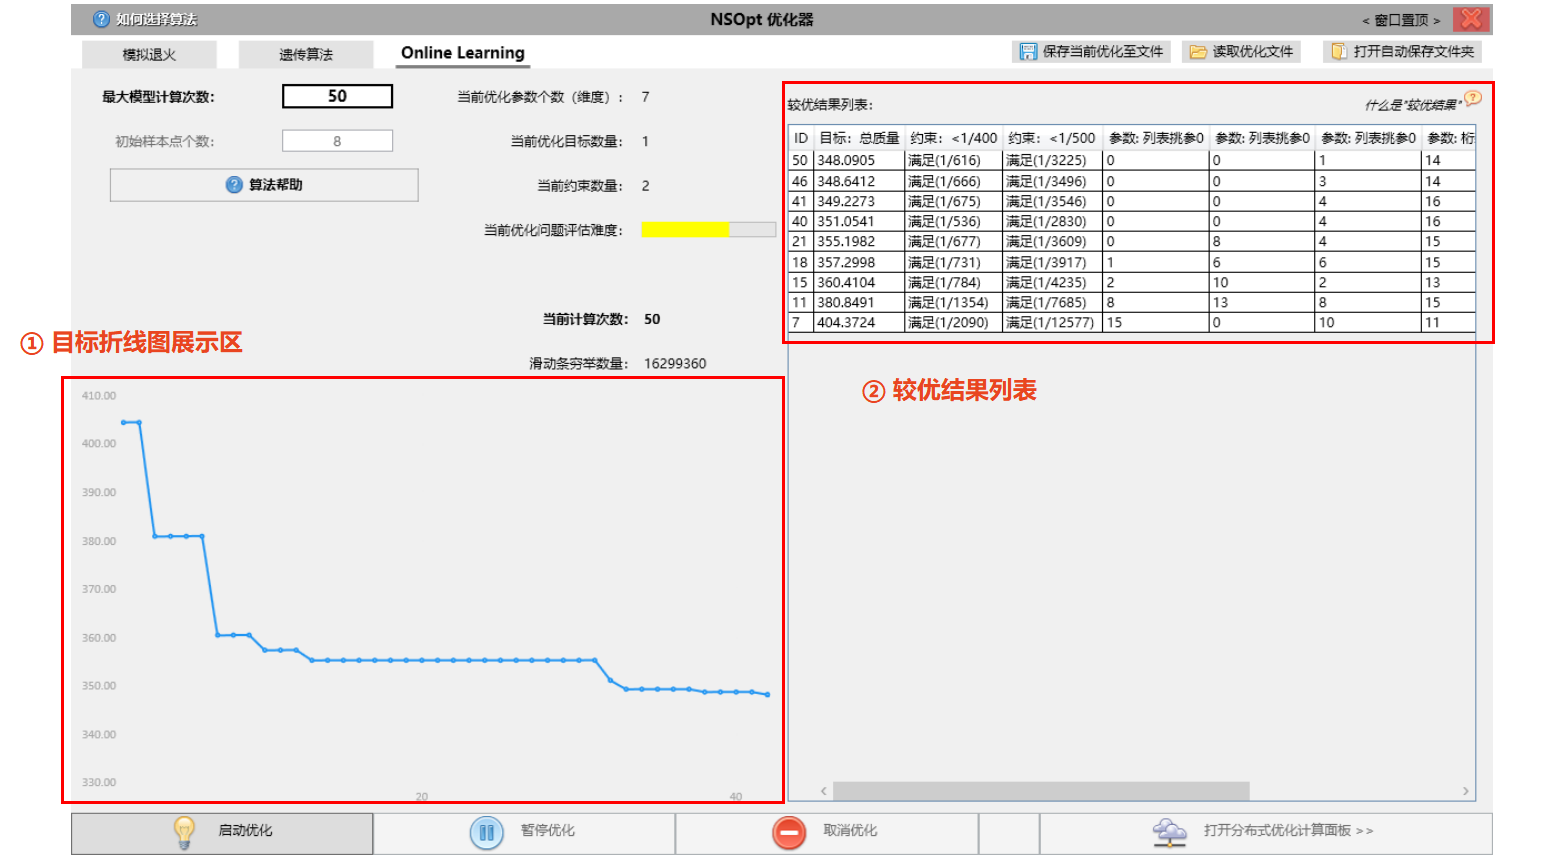 如何选择算法
NSOpt 优化器
< 窗口置顶 >
模拟退火
遗传算法
Online Learning
保存当前优化至文件
读取优化文件
打开自动保存文件夹
最大模型计算次数:
50
当前优化参数个数（维度）:
7
初始样本点个数:
8
当前优化目标数量:
1
算法帮助
当前约束数量:
2
当前优化问题评估难度:
当前计算次数:
50
滑动条穷举数量:
16299360
① 目标折线图展示区
410.00
400.00
390.00
380.00
370.00
360.00
350.00
340.00
330.00
20
40
较优结果列表:
什么是"较优结果"
ID 目标：总质量 约束：<1/400 约束：<1/500 参数: 列表挑参0 参数: 列表挑参0 参数: 列表挑参0 参数: 桁
50 348.0905 满足(1/616) 满足(1/3225) 0 0 1 14
46 348.6412 满足(1/666) 满足(1/3496) 0 0 3 14
41 349.2273 满足(1/675) 满足(1/3546) 0 0 4 16
40 351.0541 满足(1/536) 满足(1/2830) 0 0 4 16
21 355.1982 满足(1/677) 满足(1/3609) 0 8 4 15
18 357.2998 满足(1/731) 满足(1/3917) 1 6 6 15
15 360.4104 满足(1/784) 满足(1/4235) 2 10 2 13
11 380.8491 满足(1/1354) 满足(1/7685) 8 13 8 15
7 404.3724 满足(1/2090) 满足(1/12577) 15 0 10 11
② 较优结果列表
启动优化
暂停优化
取消优化
打开分布式优化计算面板 >>